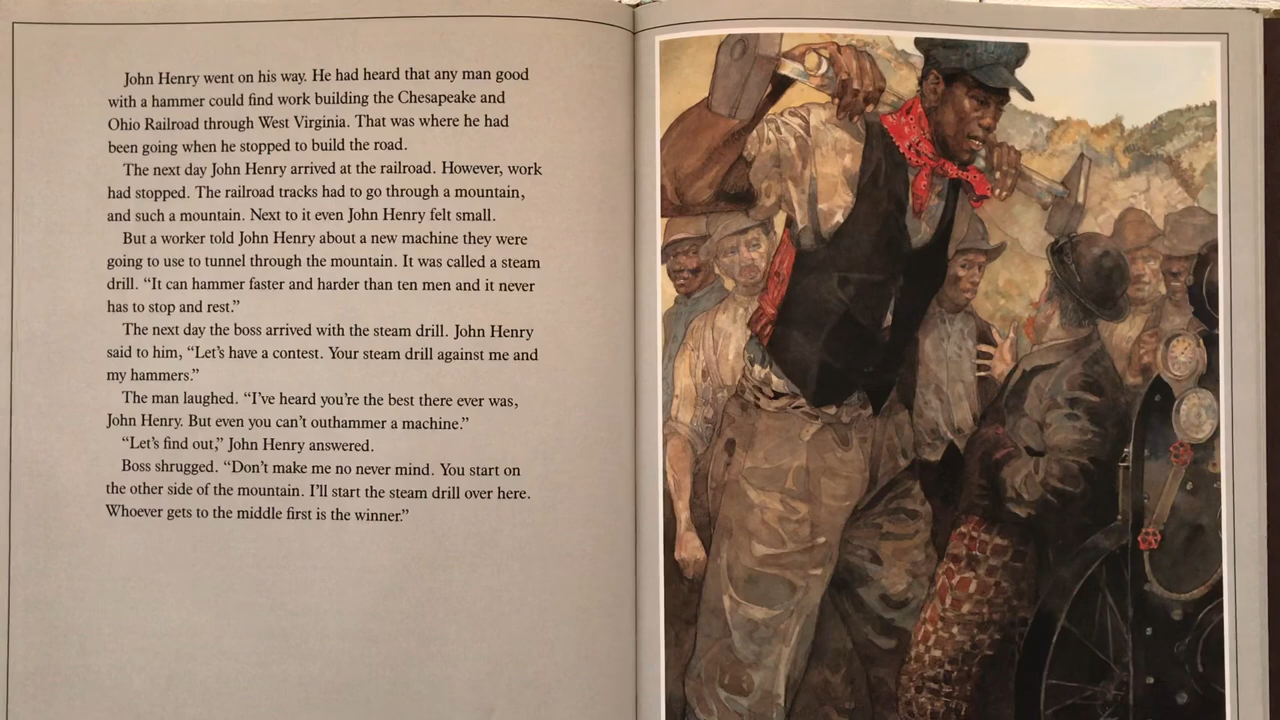 John Henry went on his way. He had heard that any man good
with a hammer could find work building the Chesapeake and
Ohio Railroad through West Virginia. That was where he had
been going when he stopped to build the road.
The next day John Henry arrived at the railroad. However, work
had stopped. The railroad tracks had to go through a mountain,
and such a mountain. Next to it even John Henry felt small.
But a worker told John Henry about a new machine they were
going to use to tunnel through the mountain. It was called a steam
drill. “It can hammer faster and harder than ten men and it never
has to stop and rest.”
The next day the boss arrived with the steam drill. John Henry
said to him, “Let’s have a contest. Your steam drill against me and
my hammers.”
The man laughed. “I’ve heard you’re the best there ever was,
John Henry. But even you can’t outhammer a machine.”
“Let’s find out,” John Henry answered.
Boss shrugged. “Don’t make me no never mind. You start on
the other side of the mountain. I’ll start the steam drill over here.
Whoever gets to the middle first is the winner.”